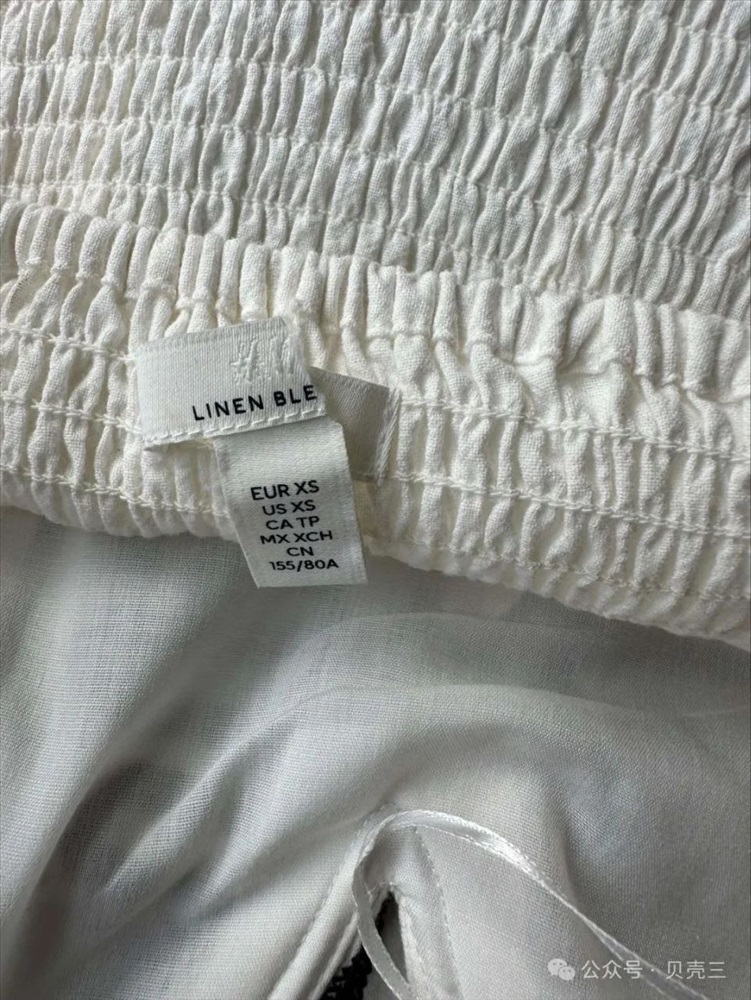 LINEN BLE
EUR XS
US XS
CA TP
MX XCH
CN
155/80A
公众号 · 贝壳三